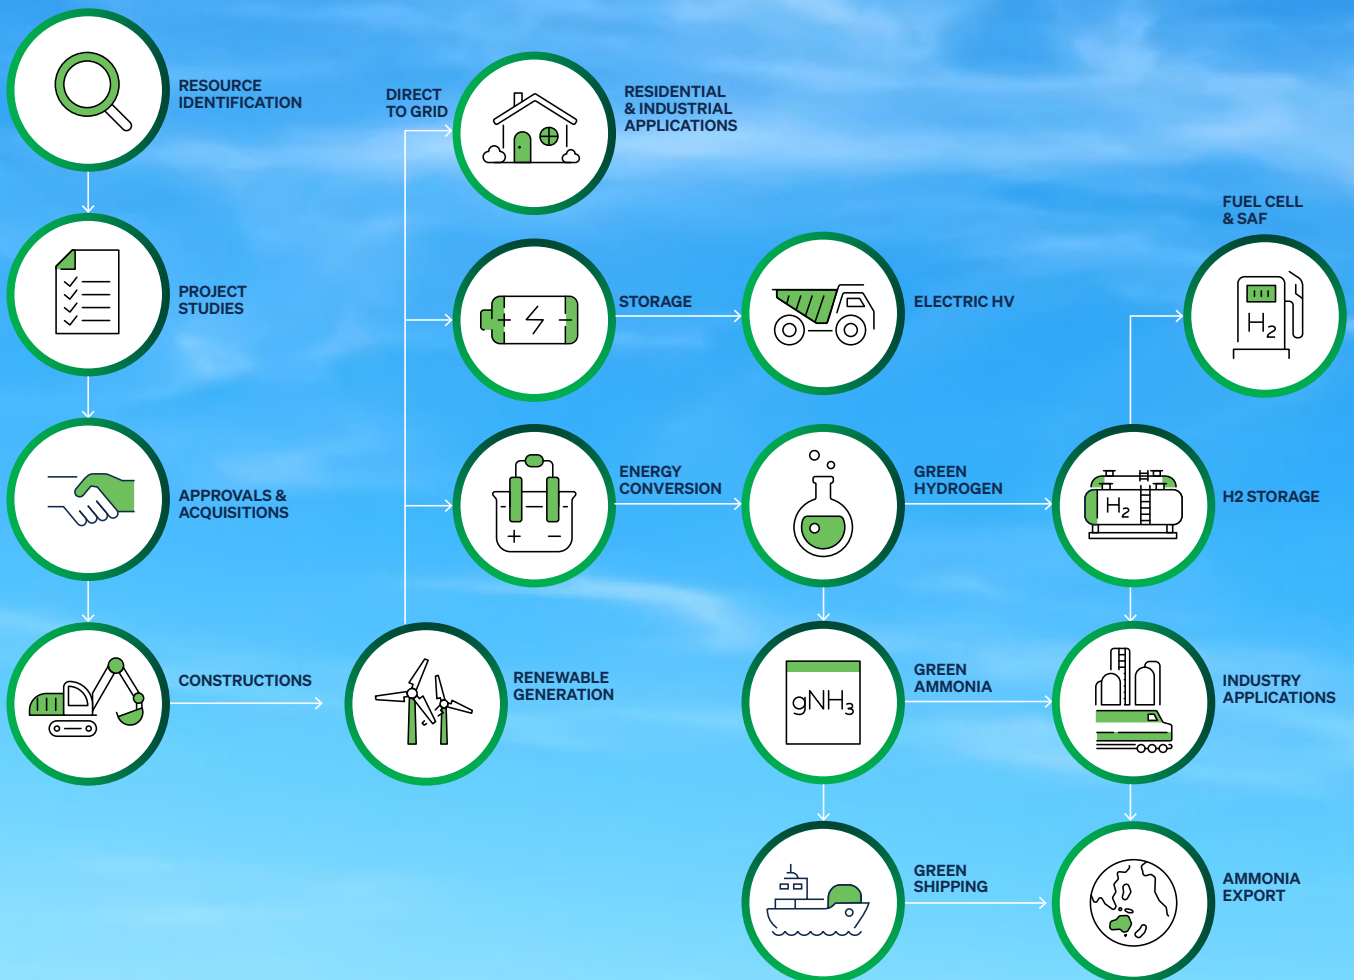 RESOURCE
IDENTIFICATION
PROJECT
STUDIES
APPROVALS &
ACQUISITIONS
CONSTRUCTIONS
RENEWABLE
GENERATION
DIRECT
TO GRID
RESIDENTIAL
& INDUSTRIAL
APPLICATIONS
+ −
STORAGE
ELECTRIC HV
+ −
ENERGY
CONVERSION
GREEN
HYDROGEN
H₂
H2 STORAGE
FUEL CELL
& SAF
H₂
gNH₃
GREEN
AMMONIA
INDUSTRY
APPLICATIONS
GREEN
SHIPPING
AMMONIA
EXPORT